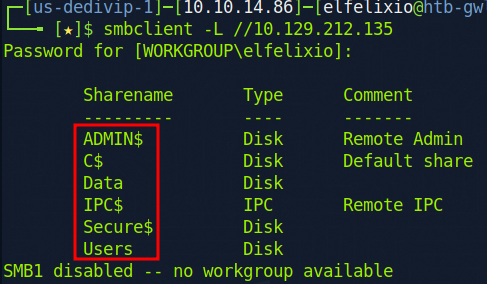 [us-dedivip-1]-[10.10.14.86]-[elfelixio@htb-gw
[★]$ smbclient -L //10.129.212.135
Password for [WORKGROUP\elfelixio]:
Sharename Type Comment
--------- ---- -------
ADMIN$ Disk Remote Admin
C$ Disk Default share
Data Disk
IPC$ IPC Remote IPC
Secure$ Disk
Users Disk
SMB1 disabled -- no workgroup available